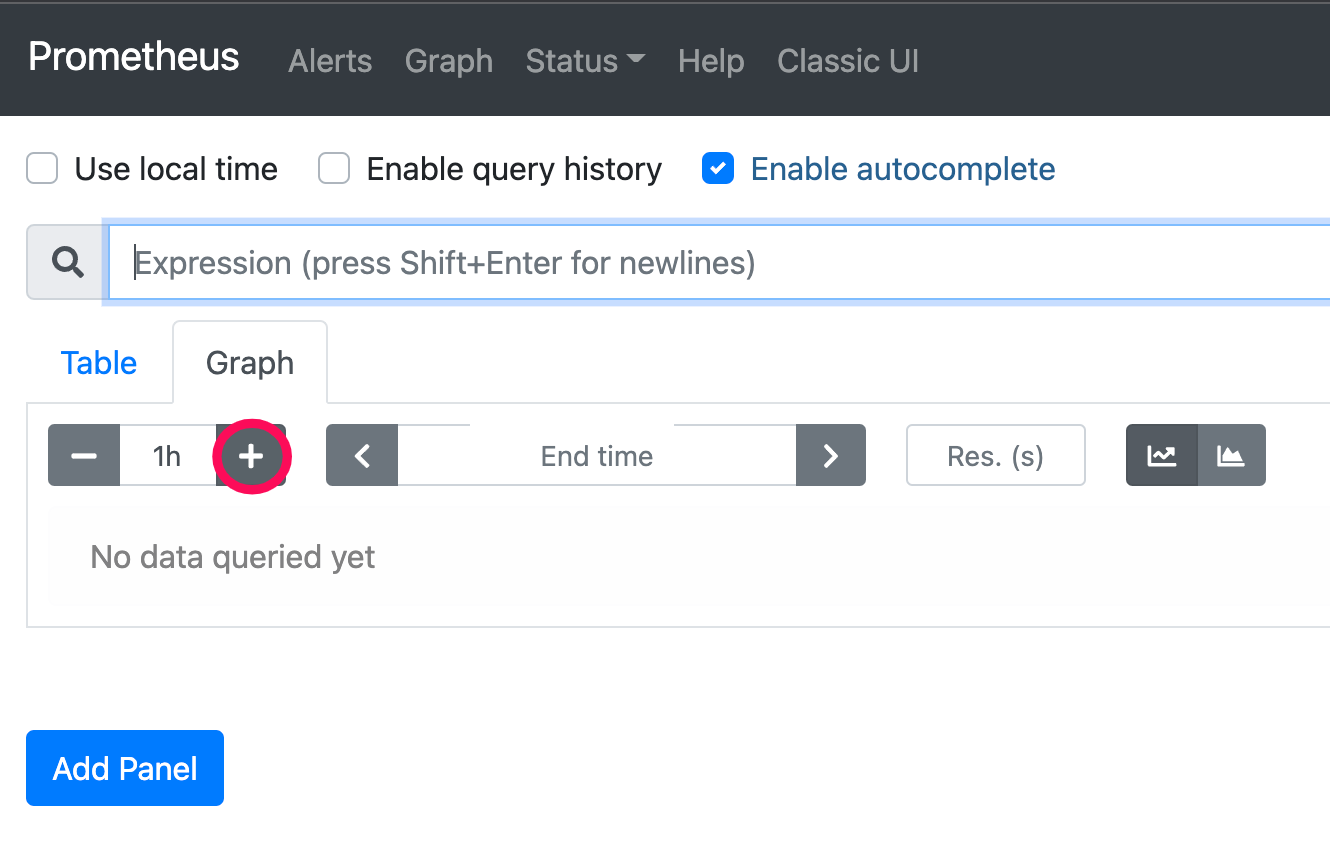 Prometheus Alerts Graph Status Help Classic UI
Use local time Enable query history Enable autocomplete
Expression (press Shift+Enter for newlines)
Table Graph
1h End time Res. (s)
No data queried yet
Add Panel